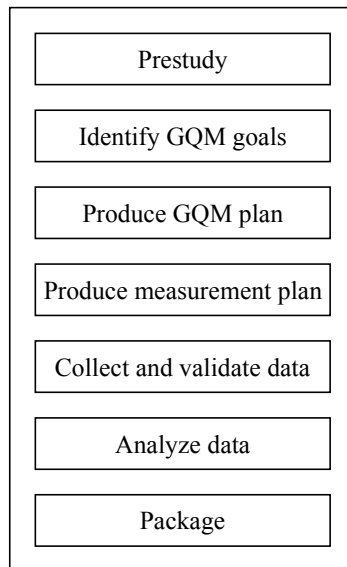 Prestudy
Identify GQM goals
Produce GQM plan
Produce measurement plan
Collect and validate data
Analyze data
Package